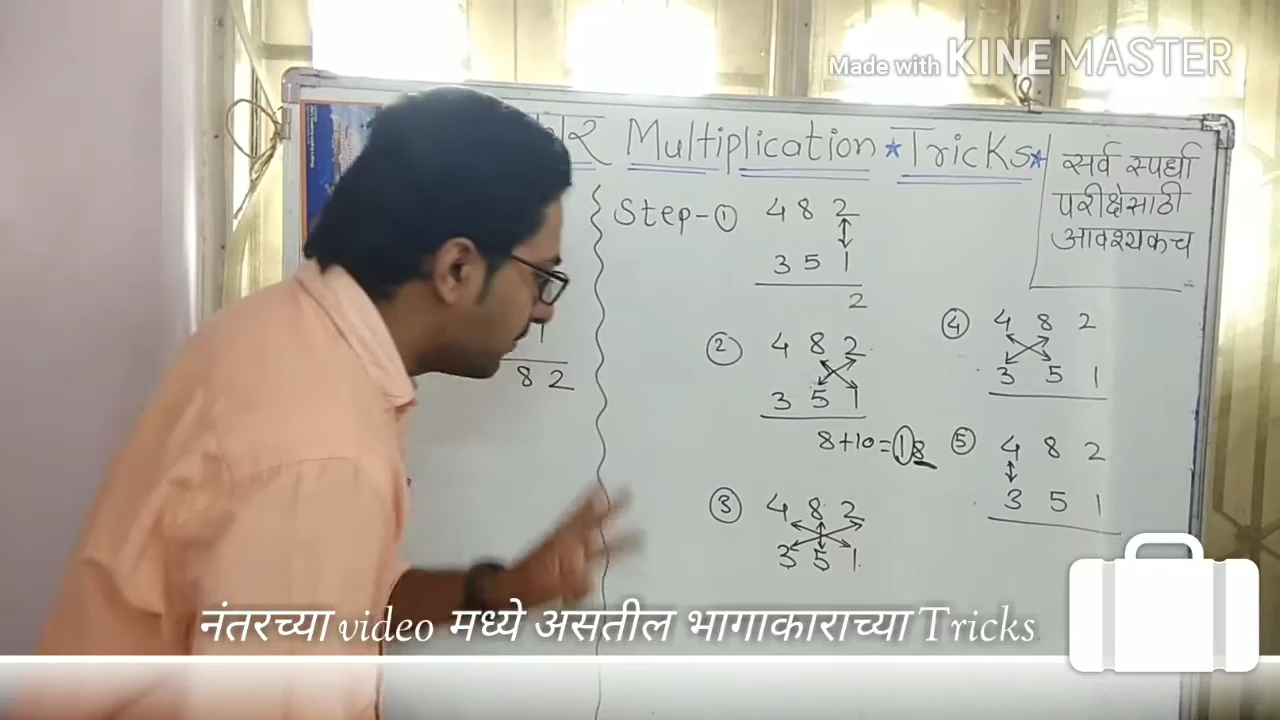 Made with KINEMASTER
Multiplication ★ Tricks ★
सर्व स्पर्धा
परीक्षेसाठी
आवश्यकच
Step-①
4 8 2
3 5 1
2
②
4 8 2
3 5 1
8+10=18
③
4 8 2
3 5 1
④
4 8 2
3 5 1
⑤
4 8 2
3 5 1
1
8 2
नंतरच्या video मध्ये असतील भागाकाराच्या Tricks